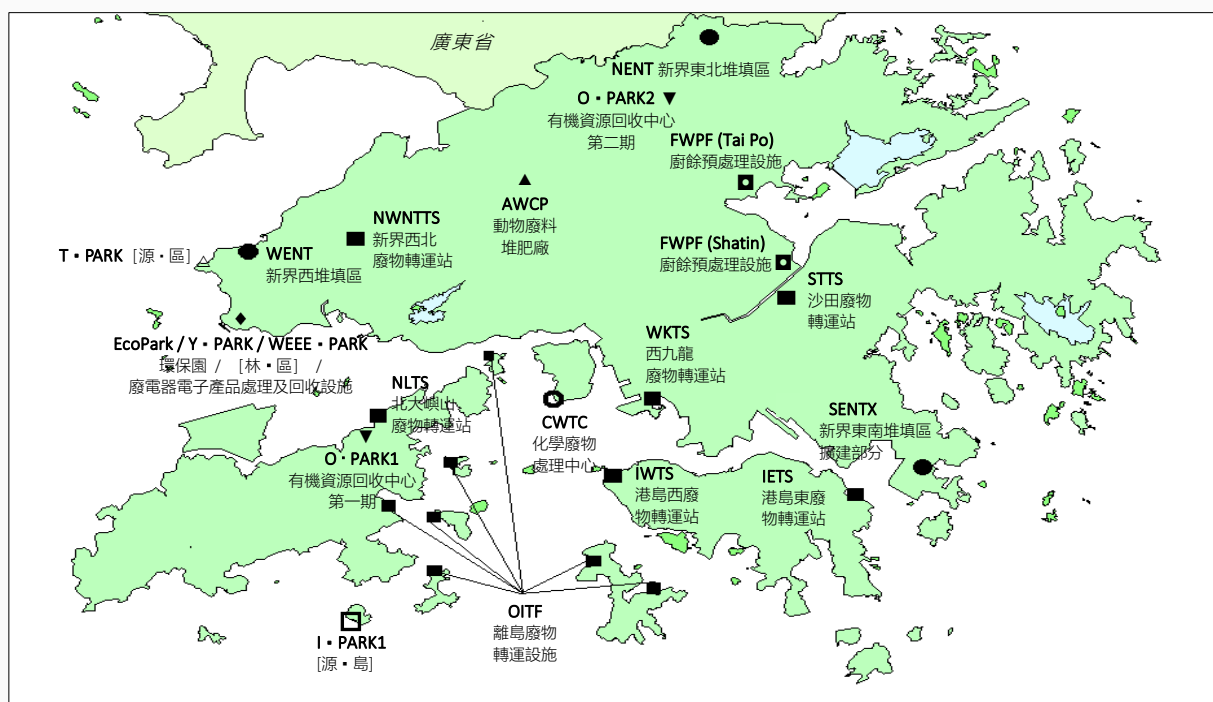 廣東省
NENT 新界東北堆填區
O·PARK2 ▼
有機資源回收中心
第二期
FWPF (Tai Po)
廚餘預處理設施
AWCP
動物廢料
堆肥廠
NWNTTS
新界西北
廢物轉運站
T·PARK [源·區]
WENT
新界西堆填區
FWPF (Shatin)
廚餘預處理設施
STTS
沙田廢物
轉運站
EcoPark / Y·PARK / WEEE·PARK
環保園 / [林·區] /
廢電器電子產品處理及回收設施
WKTS
西九龍
廢物轉運站
NLTS
北大嶼山
廢物轉運站
CWTC
化學廢物
處理中心
SENTX
新界東南堆填區
擴建部分
O·PARK1
有機資源回收中心
第一期
IWTS
港島西廢
物轉運站
IETS
港島東廢
物轉運站
OITF
離島廢物
轉運設施
I·PARK1
[源·島]